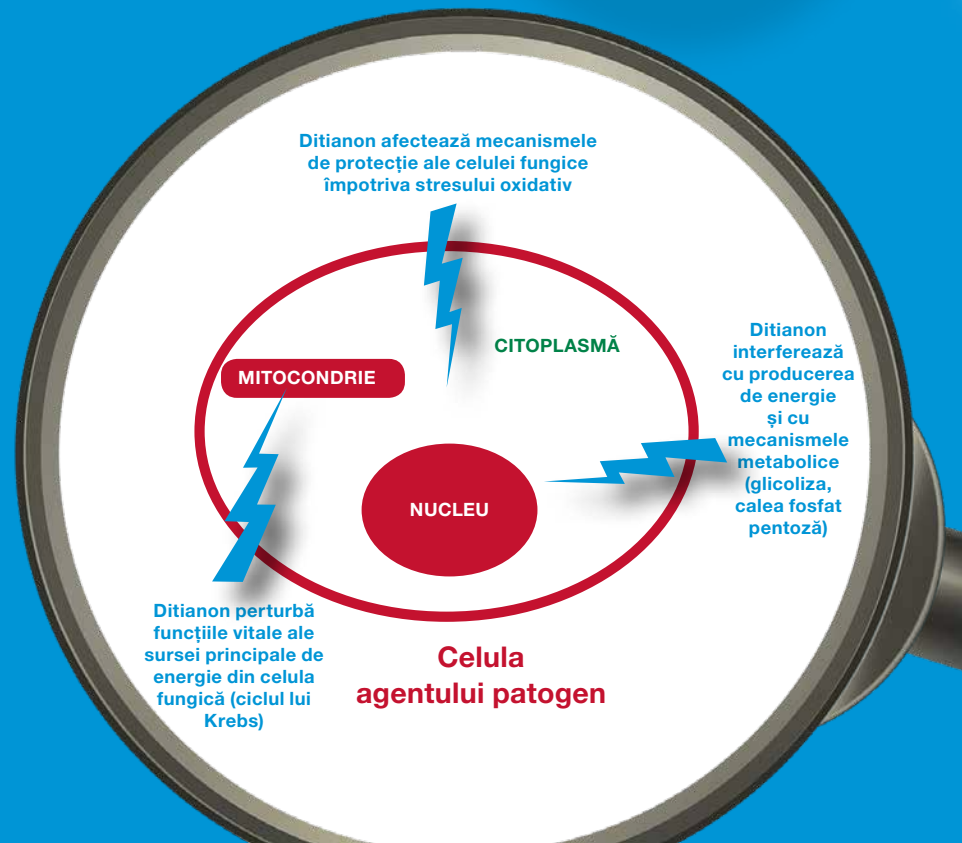 Ditianon afectează mecanismele
de protecție ale celulei fungice
împotriva stresului oxidativ
CITOPLASMĂ
MITOCONDRIE
NUCLEU
Ditianon
interferează
cu producerea
de energie
și cu
mecanismele
metabolice
(glicoliza,
calea fosfat
pentoză)
Ditianon perturbă
funcțiile vitale ale
sursei principale de
energie din celula
fungică (ciclul lui
Krebs)
Celula
agentului patogen